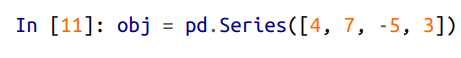 In [11]: obj = pd.Series([4, 7, -5, 3])